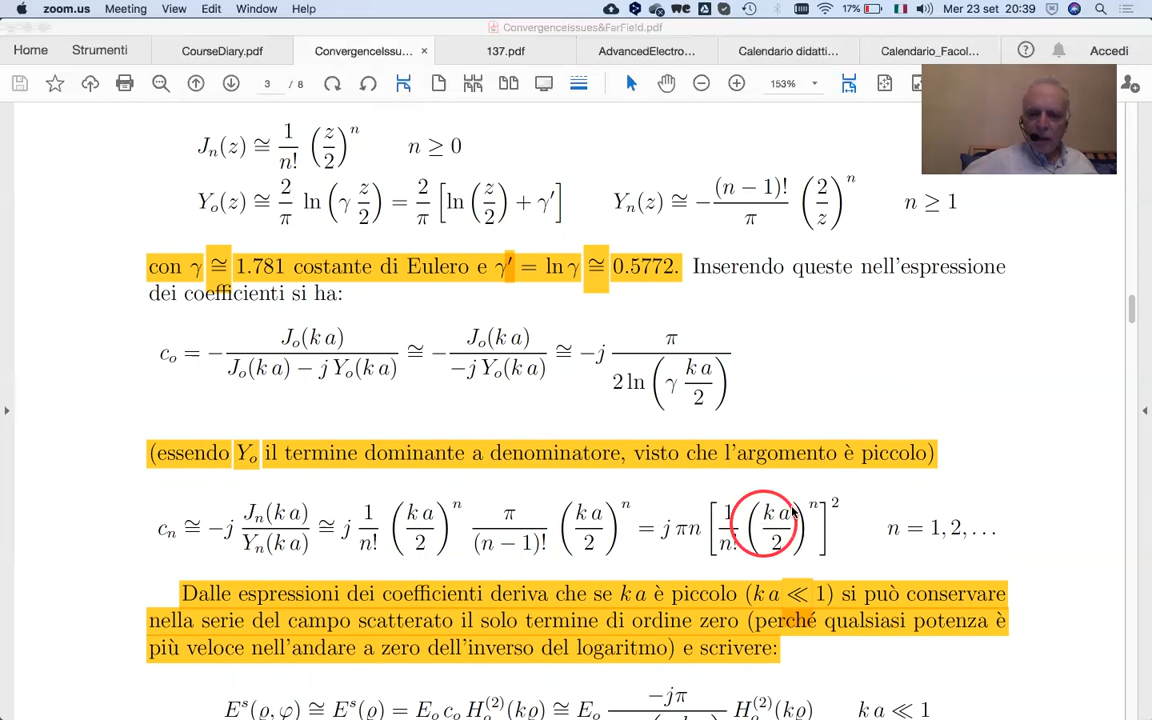 zoom.us Meeting View Edit Window Help 17% Mer 23 set 20:39
ConvergenceIssues&FarField.pdf
Home Strumenti CourseDiary.pdf ConvergenceIssu... × 137.pdf AdvancedElectro... Calendario didatti... Calendario_Facol... Accedi
3 / 8 153%
J_n(z) ≅ 1/n! (z/2)^n n ≥ 0
Y_o(z) ≅ 2/π ln (γ z/2) = 2/π [ln (z/2) + γ′] Y_n(z) ≅ −(n − 1)!/π (2/z)^n n ≥ 1
con γ ≅ 1.781 costante di Eulero e γ′ = ln γ ≅ 0.5772. Inserendo queste nell'espressione
dei coefficienti si ha:
c_o = − J_o(k a)/(J_o(k a) − j Y_o(k a)) ≅ − J_o(k a)/(−j Y_o(k a)) ≅ −j π/(2 ln (γ k a/2))
(essendo Y_o il termine dominante a denominatore, visto che l'argomento è piccolo)
c_n ≅ −j J_n(k a)/Y_n(k a) ≅ j 1/n! (k a/2)^n π/(n − 1)! (k a/2)^n = j πn [1/n! (k a/2)^n]^2 n = 1, 2, . . .
Dalle espressioni dei coefficienti deriva che se k a è piccolo (k a ≪ 1) si può conservare
nella serie del campo scatterato il solo termine di ordine zero (perché qualsiasi potenza è
più veloce nell'andare a zero dell'inverso del logaritmo) e scrivere:
E^s(ϱ, φ) ≅ E^s(ϱ) = E_o c_o H_o^(2)(kϱ) ≅ E_o −jπ H_o^(2)(kϱ) k a ≪ 1